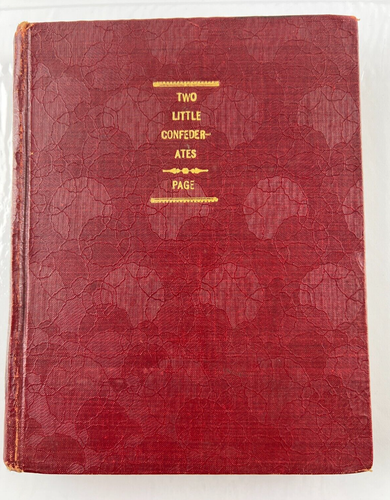 TWO
LITTLE
CONFEDER-
ATES
PAGE